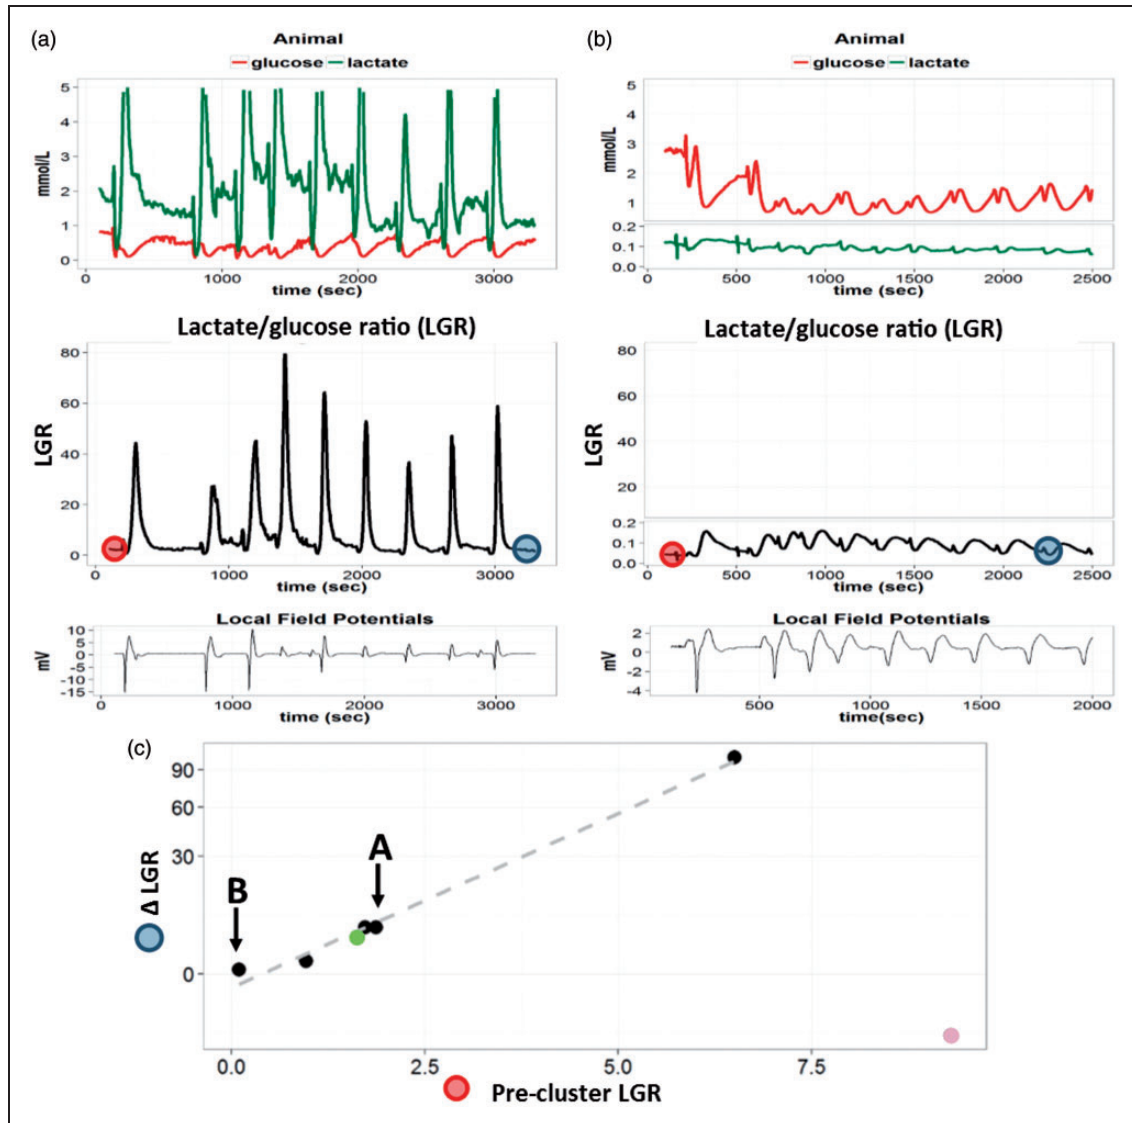 (a)
Animal
glucose lactate
mmol/L
5
4
3
2
1
0
0 1000 2000 3000
time (sec)
Lactate/glucose ratio (LGR)
LGR
80
60
40
20
0
0 1000 2000 3000
time (sec)
Local Field Potentials
mV
10
5
0
-5
-10
-15
0 1000 2000 3000
time (sec)
(b)
Animal
glucose lactate
mmol/L
5
4
3
2
1
0.2
0.1
0.0
0 500 1000 1500 2000 2500
time (sec)
Lactate/glucose ratio (LGR)
LGR
80
60
40
20
0.2
0.1
0.0
0 500 1000 1500 2000 2500
time (sec)
Local Field Potentials
mV
2
0
-2
-4
500 1000 1500 2000
time(sec)
(c)
Δ LGR
90
60
30
0
B
A
0.0 2.5 5.0 7.5
Pre-cluster LGR